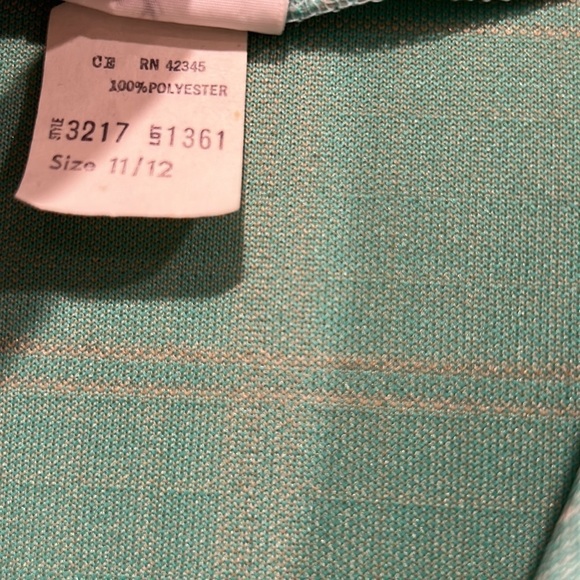 CE RN 42345
100% POLYESTER
STYLE 3217 LOT 1361
Size 11/12